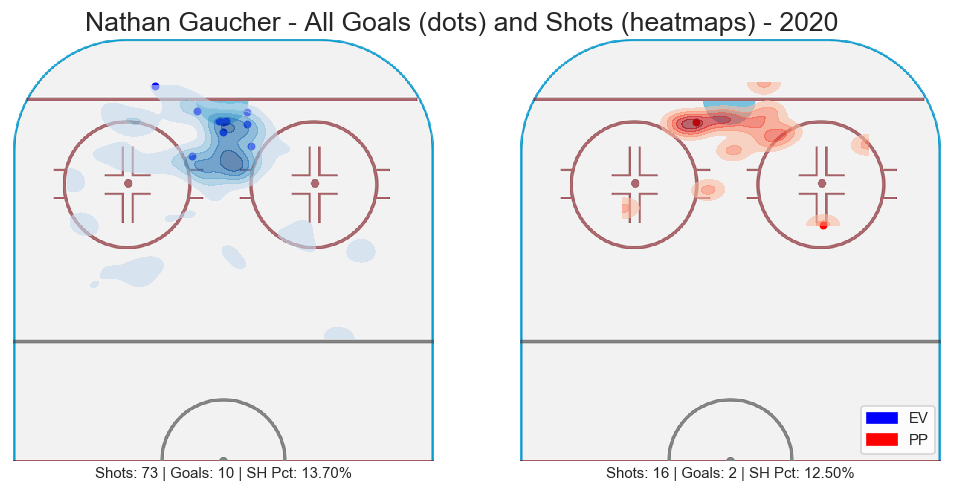 Nathan Gaucher - All Goals (dots) and Shots (heatmaps) - 2020
EV
PP
Shots: 73 | Goals: 10 | SH Pct: 13.70%
Shots: 16 | Goals: 2 | SH Pct: 12.50%